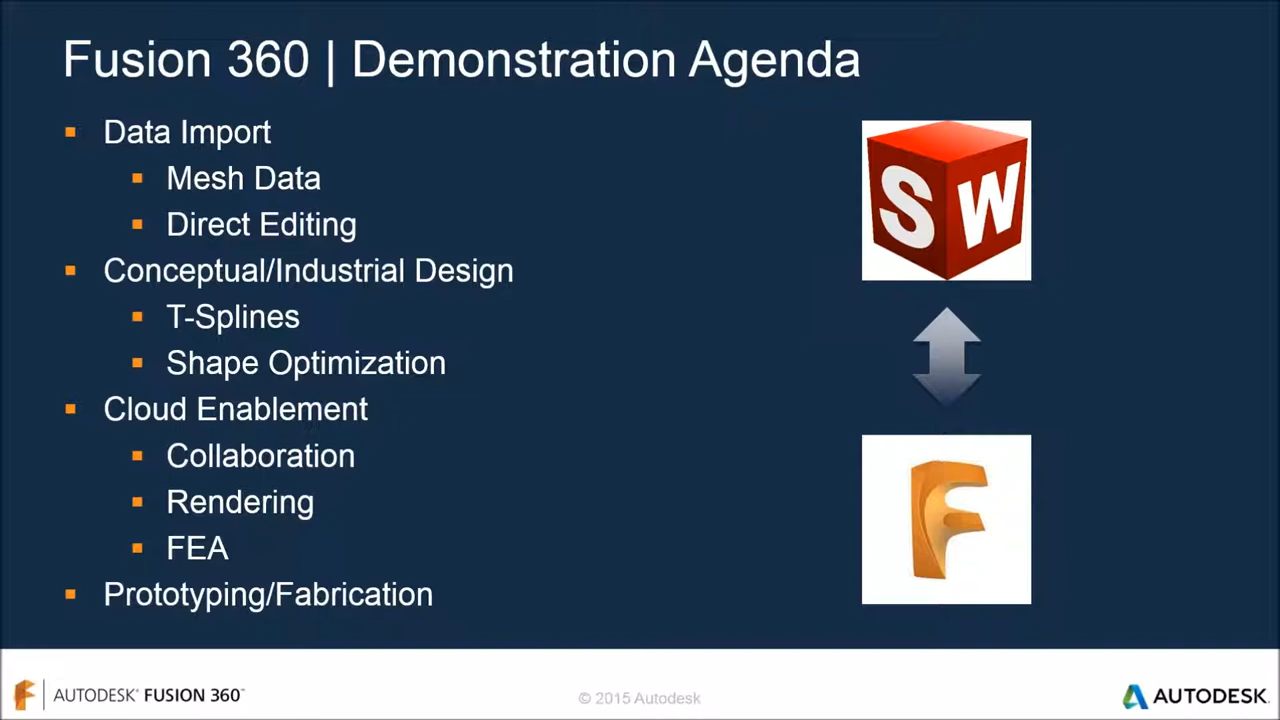 Fusion 360 | Demonstration Agenda
Data Import
Mesh Data
Direct Editing
Conceptual/Industrial Design
T-Splines
Shape Optimization
Cloud Enablement
Collaboration
Rendering
FEA
Prototyping/Fabrication
SW
F
AUTODESK® FUSION 360™
© 2015 Autodesk
AUTODESK.